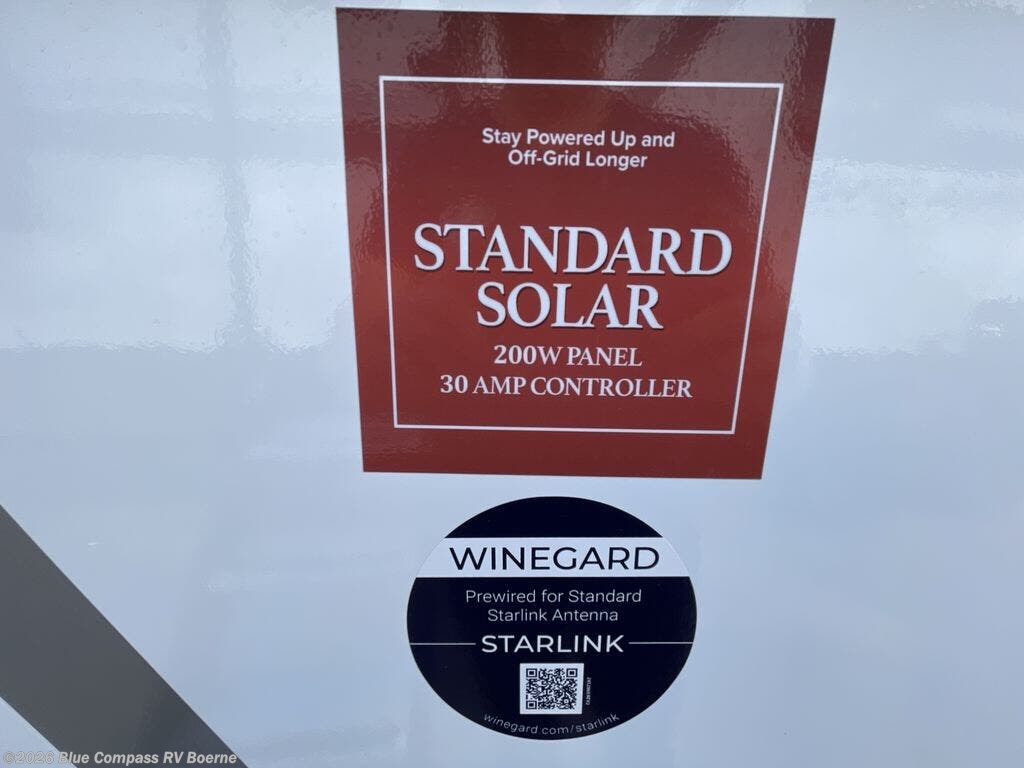 Stay Powered Up and
Off-Grid Longer
STANDARD
SOLAR
200W PANEL
30 AMP CONTROLLER
WINEGARD
Prewired for Standard
Starlink Antenna
STARLINK
winegard.com/starlink
©2026 Blue Compass RV Boerne